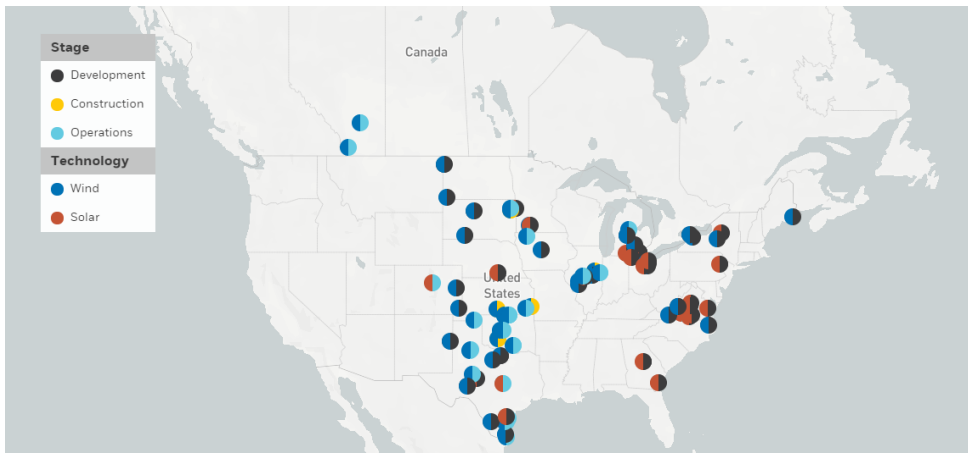 Canada
Stage
Development
Construction
Operations
Technology
Wind
Solar
United
States